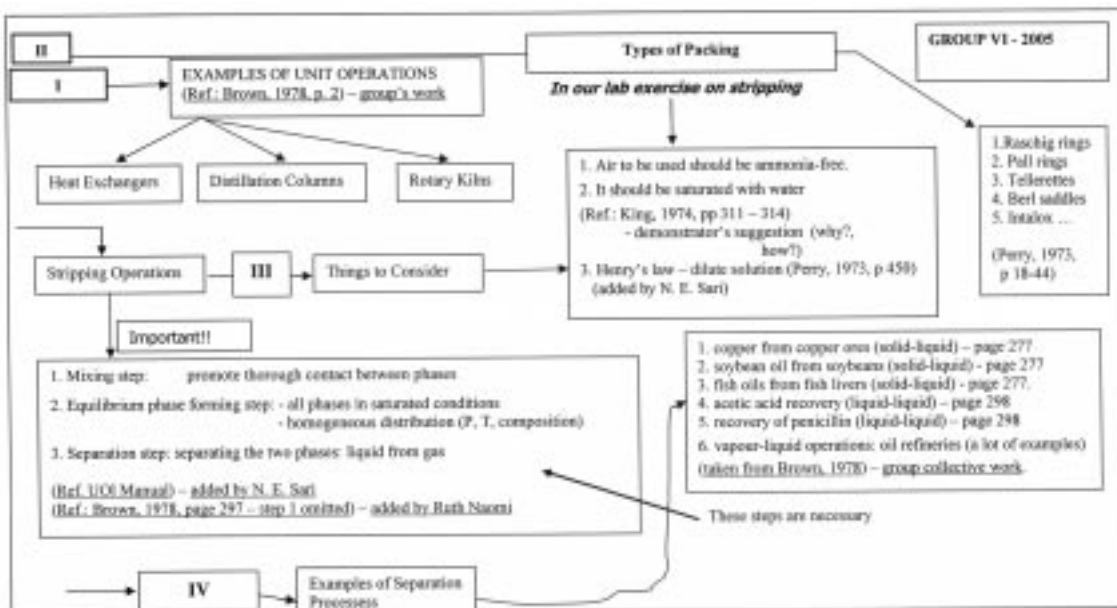 II
Types of Packing
GROUP VI - 2005
I
EXAMPLES OF UNIT OPERATIONS
(Ref.: Brown, 1978, p. 2) – group's work
In our lab exercise on stripping
Heat Exchangers
Distillation Columns
Rotary Kilns
1. Air to be used should be ammonia-free.
2. It should be saturated with water
(Ref.: King, 1974, pp 311 – 314)
- demonstrator's suggestion (why?,
how?)
3. Henry's law – dilute solution (Perry, 1973, p 450)
(added by N. E. Sari)
1.Raschig rings
2. Pall rings
3. Tellerettes
4. Berl saddles
5. Intalox ...
(Perry, 1973,
p 18-44)
Stripping Operations
III
Things to Consider
Important!!
1. Mixing step: promote thorough contact between phases
2. Equilibrium phase forming step: - all phases in saturated conditions
- homogeneous distribution (P, T, composition)
3. Separation step: separating the two phases: liquid from gas
(Ref. UOI Manual) – added by N. E. Sari
(Ref.: Brown, 1978, page 297 – step 1 omitted) – added by Ruth Naomi
1. copper from copper ores (solid-liquid) – page 277
2. soybean oil from soybeans (solid-liquid) – page 277
3. fish oils from fish livers (solid-liquid) - page 277.
4. acetic acid recovery (liquid-liquid) – page 298
5. recovery of penicillin (liquid-liquid) – page 298
6. vapour-liquid operations: oil refineries (a lot of examples)
(taken from Brown, 1978) – group collective work.
These steps are necessary
IV
Examples of Separation
Processess